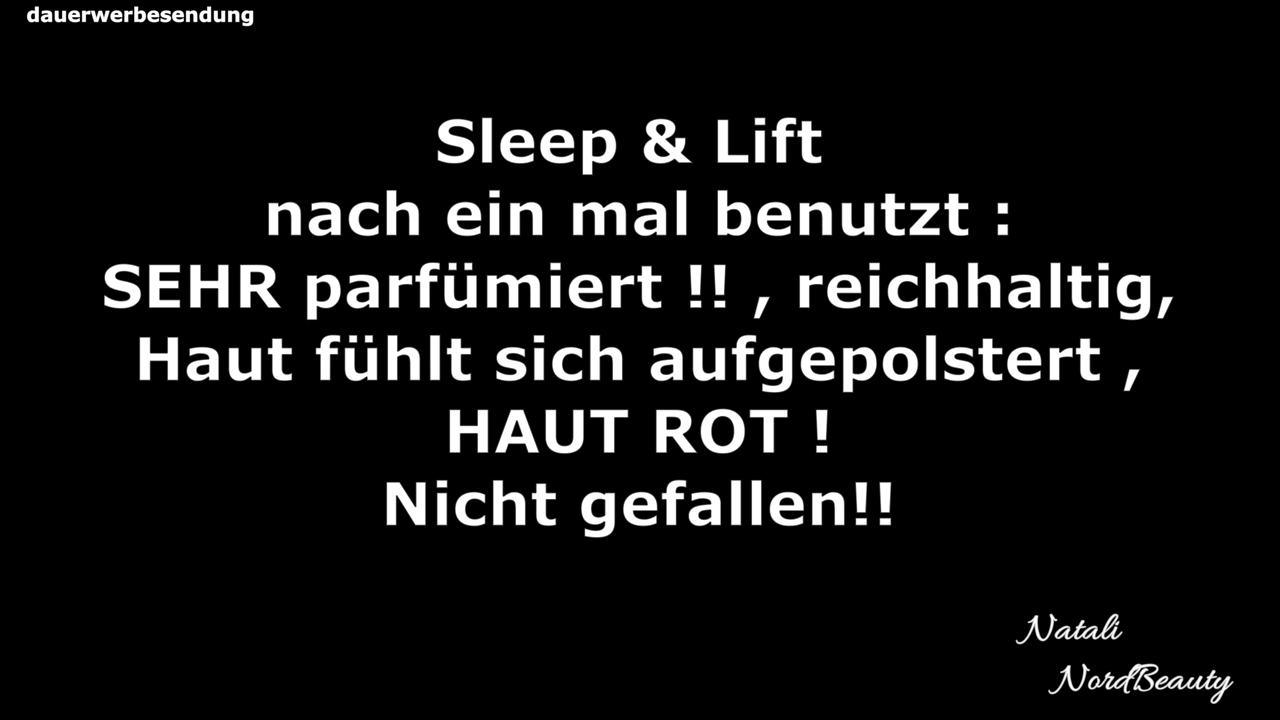 dauerwerbesendung
Sleep & Lift
nach ein mal benutzt :
SEHR parfümiert !! , reichhaltig,
Haut fühlt sich aufgepolstert ,
HAUT ROT !
Nicht gefallen!!
Natali
NordBeauty